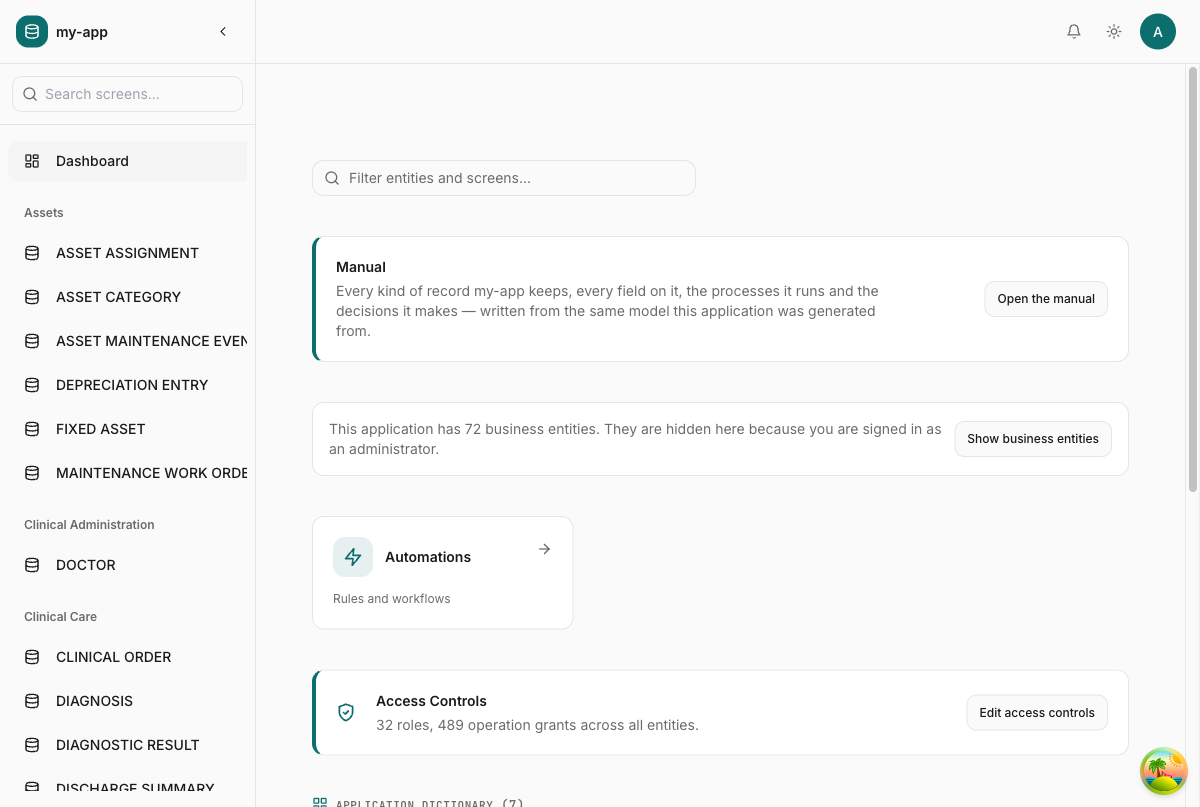 my-app
A
Search screens...
Dashboard
Assets
ASSET ASSIGNMENT
ASSET CATEGORY
ASSET MAINTENANCE EVEN
DEPRECIATION ENTRY
FIXED ASSET
MAINTENANCE WORK ORDE
Clinical Administration
DOCTOR
Clinical Care
CLINICAL ORDER
DIAGNOSIS
DIAGNOSTIC RESULT
DISCHARGE SUMMARY
Filter entities and screens...
Manual
Every kind of record my-app keeps, every field on it, the processes it runs and the
decisions it makes — written from the same model this application was generated
from.
Open the manual
This application has 72 business entities. They are hidden here because you are signed in as
an administrator.
Show business entities
Automations
Rules and workflows
Access Controls
32 roles, 489 operation grants across all entities.
Edit access controls
APPLICATION DICTIONARY (7)